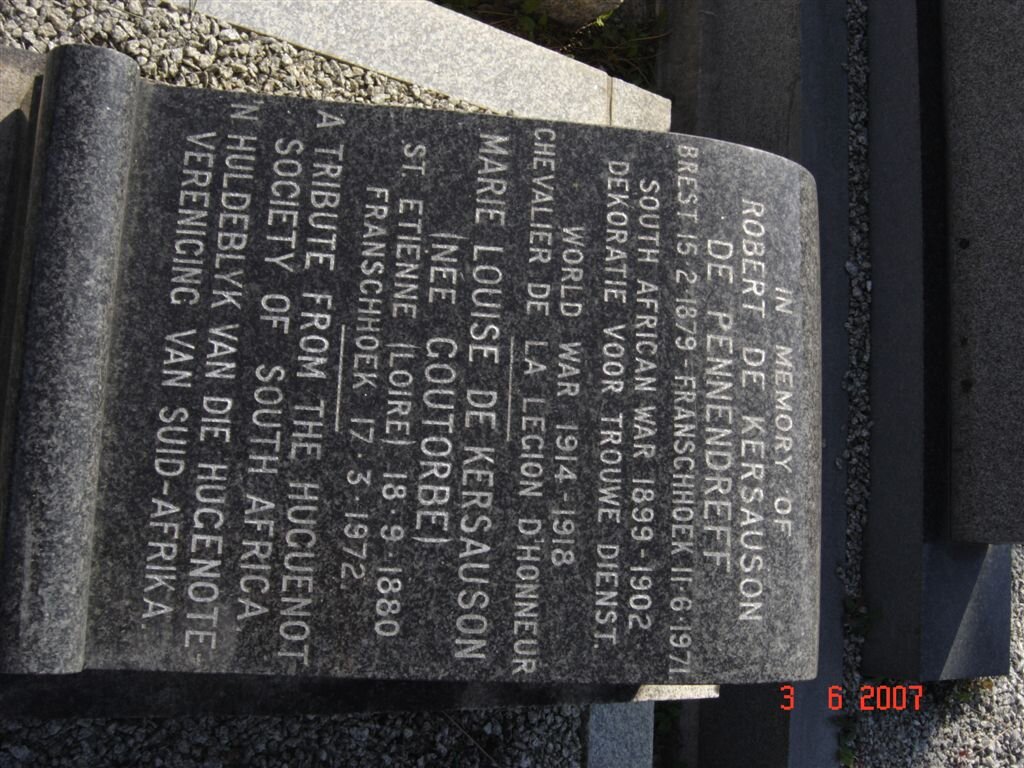 IN MEMORY OF
ROBERT DE KERSAUSON
DE PENNENDREFF
BREST 15·2·1879-FRANSCHHOEK 11·6·1971
SOUTH AFRICAN WAR 1899-1902
DEKORATIE VOOR TROUWE DIENST.
WORLD WAR 1914-1918
CHEVALIER DE LA LEGION D'HONNEUR
MARIE LOUISE DE KERSAUSON
(NÉE GOUTORBE)
ST. ETIENNE (LOIRE) 18·9·1880
FRANSCHHOEK 17·3·1972
A TRIBUTE FROM THE HUGUENOT
SOCIETY OF SOUTH AFRICA
'N HULDEBLYK VAN DIE HUGENOTE-
VERENIGING VAN SUID-AFRIKA.
3 6 2007